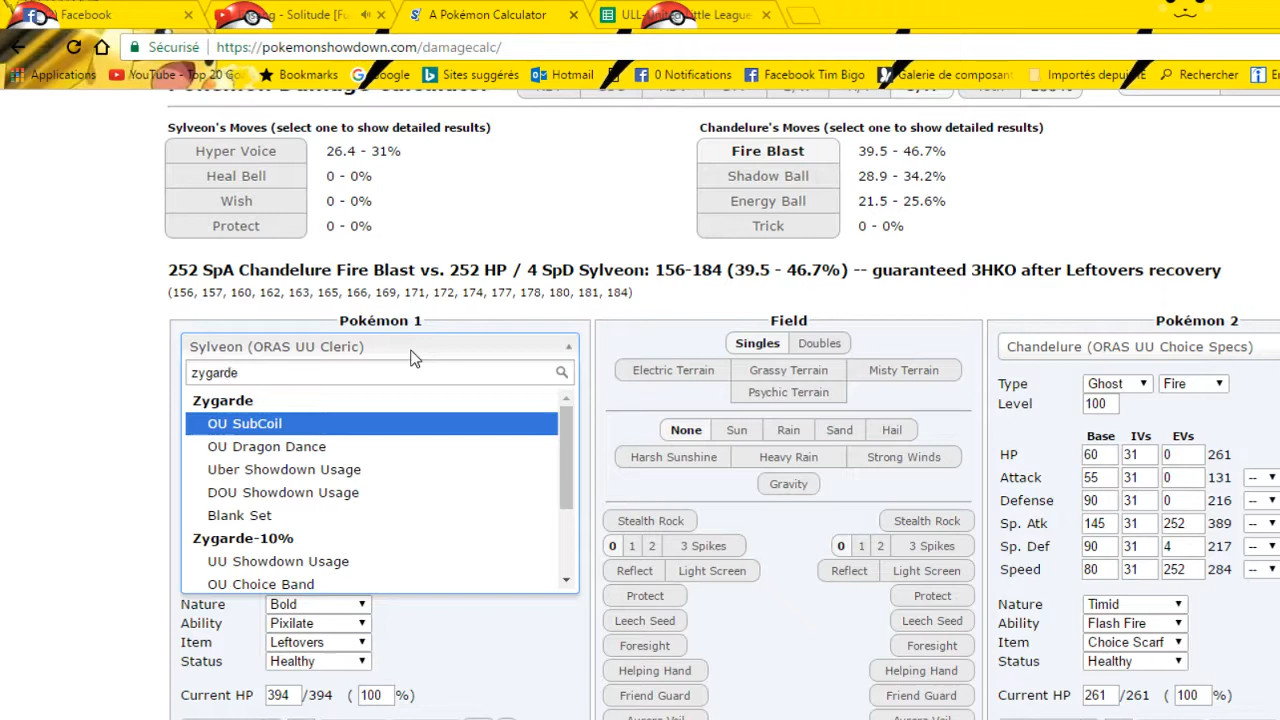 Facebook
Solitude [Fu
A Pokémon Calculator
ULL-United Battle League
Sécurisé https://pokemonshowdown.com/damagecalc/
Applications YouTube - Top 20 Go Bookmarks Google Sites suggérés Hotmail 0 Notifications Facebook Tim Bigo Galerie de composant Importés depuis IE Rechercher
Sylveon's Moves (select one to show detailed results)
Hyper Voice 26.4 - 31%
Heal Bell 0 - 0%
Wish 0 - 0%
Protect 0 - 0%
Chandelure's Moves (select one to show detailed results)
Fire Blast 39.5 - 46.7%
Shadow Ball 28.9 - 34.2%
Energy Ball 21.5 - 25.6%
Trick 0 - 0%
252 SpA Chandelure Fire Blast vs. 252 HP / 4 SpD Sylveon: 156-184 (39.5 - 46.7%) -- guaranteed 3HKO after Leftovers recovery
(156, 157, 160, 162, 163, 165, 166, 169, 171, 172, 174, 177, 178, 180, 181, 184)
Pokémon 1
Sylveon (ORAS UU Cleric)
zygarde
Zygarde
OU SubCoil
OU Dragon Dance
Uber Showdown Usage
DOU Showdown Usage
Blank Set
Zygarde-10%
UU Showdown Usage
OU Choice Band
Nature Bold
Ability Pixilate
Item Leftovers
Status Healthy
Current HP 394 /394 ( 100 %)
Field
Singles Doubles
Electric Terrain Grassy Terrain Misty Terrain
Psychic Terrain
None Sun Rain Sand Hail
Harsh Sunshine Heavy Rain Strong Winds
Gravity
Stealth Rock Stealth Rock
0 1 2 3 Spikes 0 1 2 3 Spikes
Reflect Light Screen Reflect Light Screen
Protect Protect
Leech Seed Leech Seed
Foresight Foresight
Helping Hand Helping Hand
Friend Guard Friend Guard
Pokémon 2
Chandelure (ORAS UU Choice Specs)
Type Ghost Fire
Level 100
Base IVs EVs
HP 60 31 0 261
Attack 55 31 0 131 --
Defense 90 31 0 216 --
Sp. Atk 145 31 252 389 --
Sp. Def 90 31 4 217 --
Speed 80 31 252 284 --
Nature Timid
Ability Flash Fire
Item Choice Scarf
Status Healthy
Current HP 261 /261 ( 100 %)